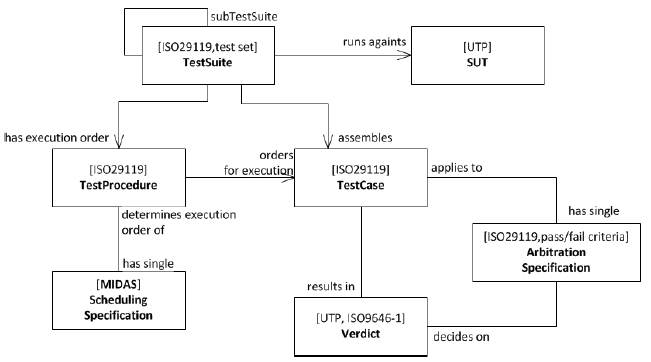 subTestSuite
[ISO29119,test set]
TestSuite
runs againts
[UTP]
SUT
has execution order
assembles
[ISO29119]
TestProcedure
orders
for execution
[ISO29119]
TestCase
applies to
determines execution
order of
has single
[ISO29119,pass/fail criteria]
Arbitration
Specification
has single
[MIDAS]
Scheduling
Specification
results in
[UTP, ISO9646-1]
Verdict
decides on